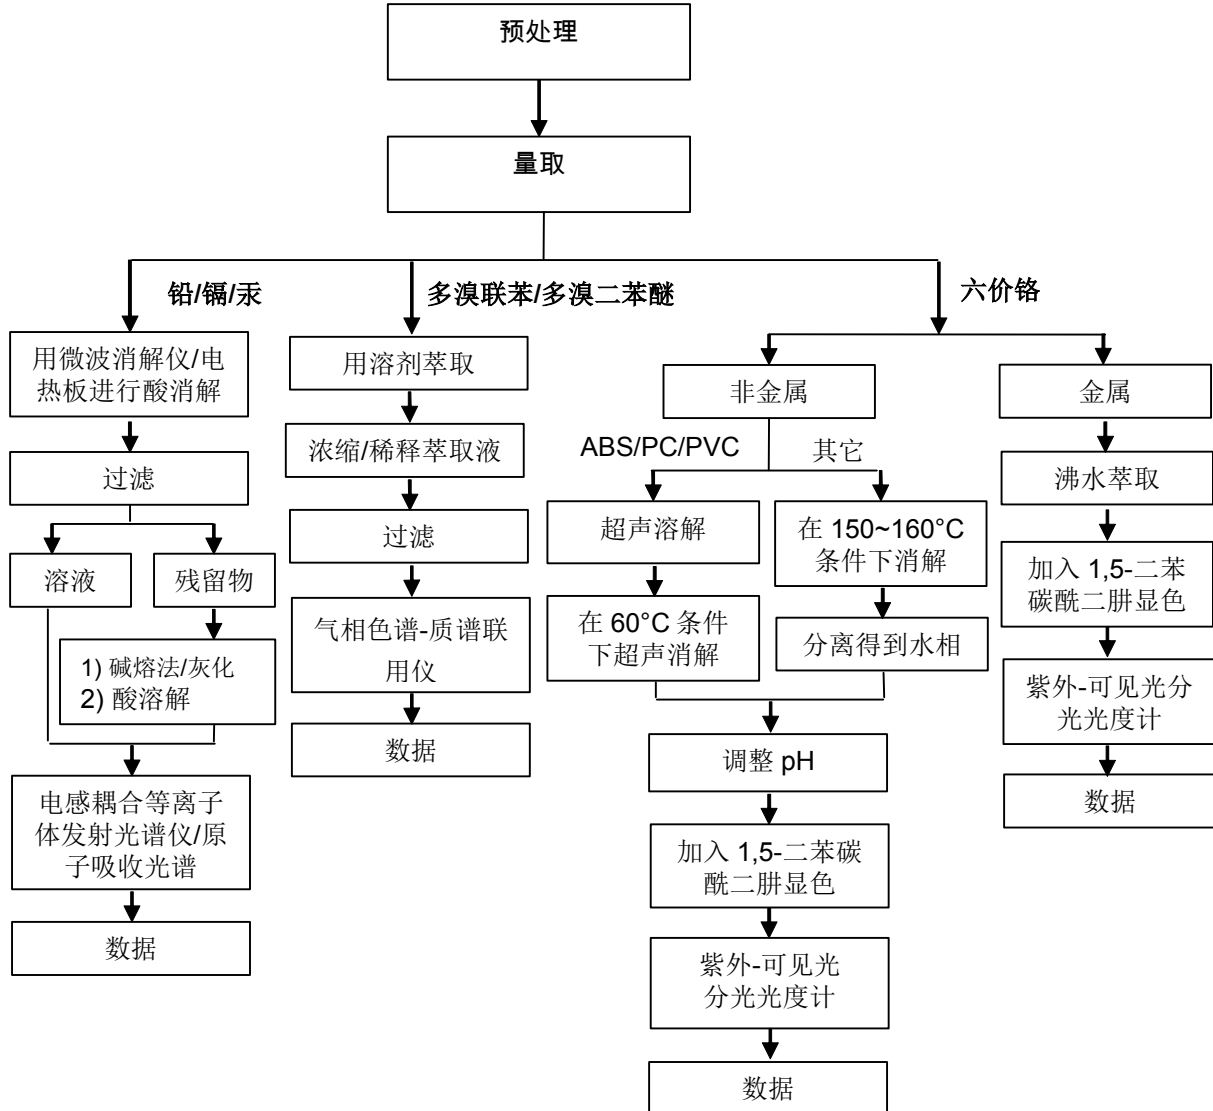 预处理
量取
铅/镉/汞
多溴联苯/多溴二苯醚
六价铬
用微波消解仪/电
热板进行酸消解
过滤
溶液
残留物
1) 碱熔法/灰化
2) 酸溶解
电感耦合等离子
体发射光谱仪/原
子吸收光谱
数据
用溶剂萃取
浓缩/稀释萃取液
过滤
气相色谱-质谱联
用仪
数据
非金属
ABS/PC/PVC
其它
超声溶解
在 60°C 条件
下超声消解
在 150~160°C
条件下消解
分离得到水相
调整 pH
加入 1,5-二苯碳
酰二肼显色
紫外-可见光
分光光度计
数据
金属
沸水萃取
加入 1,5-二苯
碳酰二肼显色
紫外-可见光分
光光度计
数据